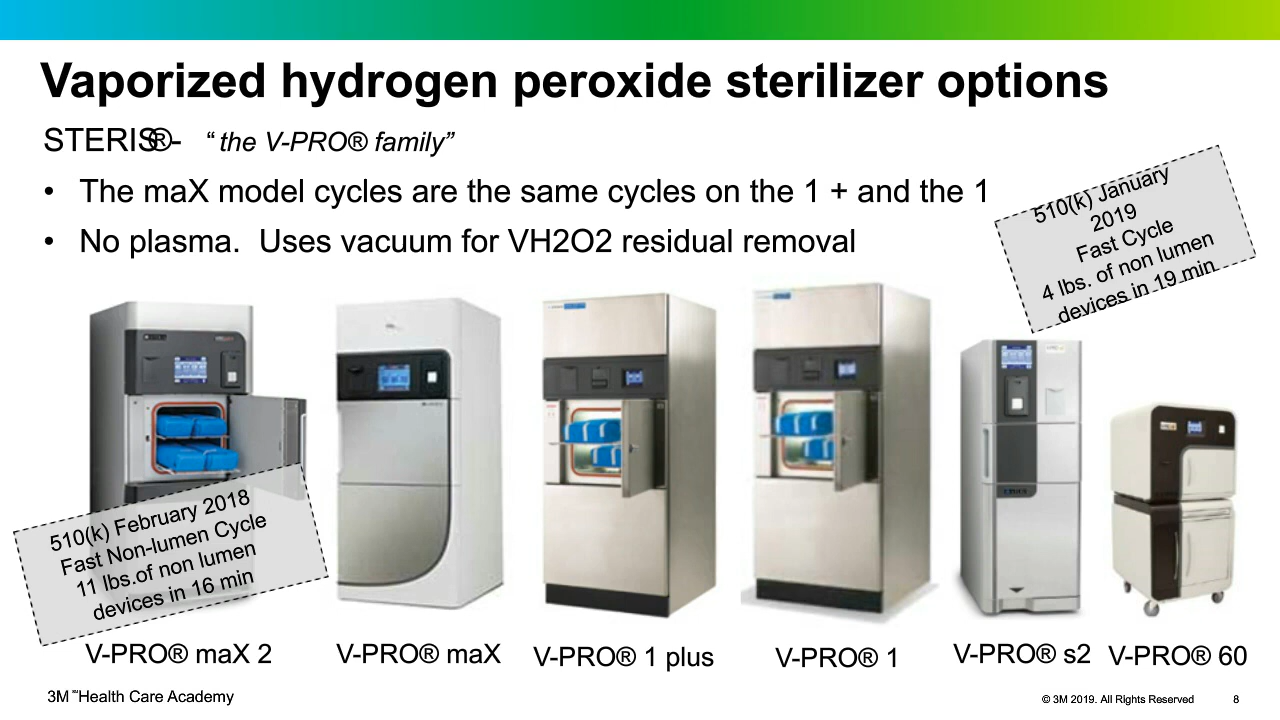 Vaporized hydrogen peroxide sterilizer options
STERIS®- “ the V-PRO® family”
• The maX model cycles are the same cycles on the 1 + and the 1
• No plasma. Uses vacuum for VH2O2 residual removal
510(k) January
2019
Fast Cycle
4 lbs. of non lumen
devices in 19 min
510(k) February 2018
Fast Non-lumen Cycle
11 lbs.of non lumen
devices in 16 min
V-PRO® maX 2
V-PRO® maX
V-PRO® 1 plus
V-PRO® 1
V-PRO® s2
V-PRO® 60
3M ℠Health Care Academy
© 3M 2019. All Rights Reserved
8